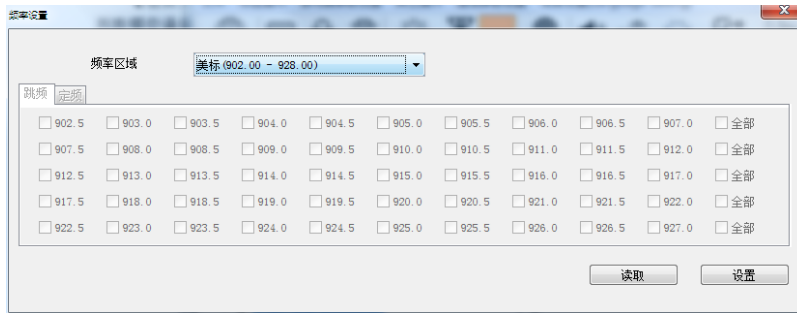 频率设置
频率区域 美标(902.00 - 928.00)
跳频 定频
902.5 903.0 903.5 904.0 904.5 905.0 905.5 906.0 906.5 907.0 全部
907.5 908.0 908.5 909.0 909.5 910.0 910.5 911.0 911.5 912.0 全部
912.5 913.0 913.5 914.0 914.5 915.0 915.5 916.0 916.5 917.0 全部
917.5 918.0 918.5 919.0 919.5 920.0 920.5 921.0 921.5 922.0 全部
922.5 923.0 923.5 924.0 924.5 925.0 925.5 926.0 926.5 927.0 全部
读取 设置